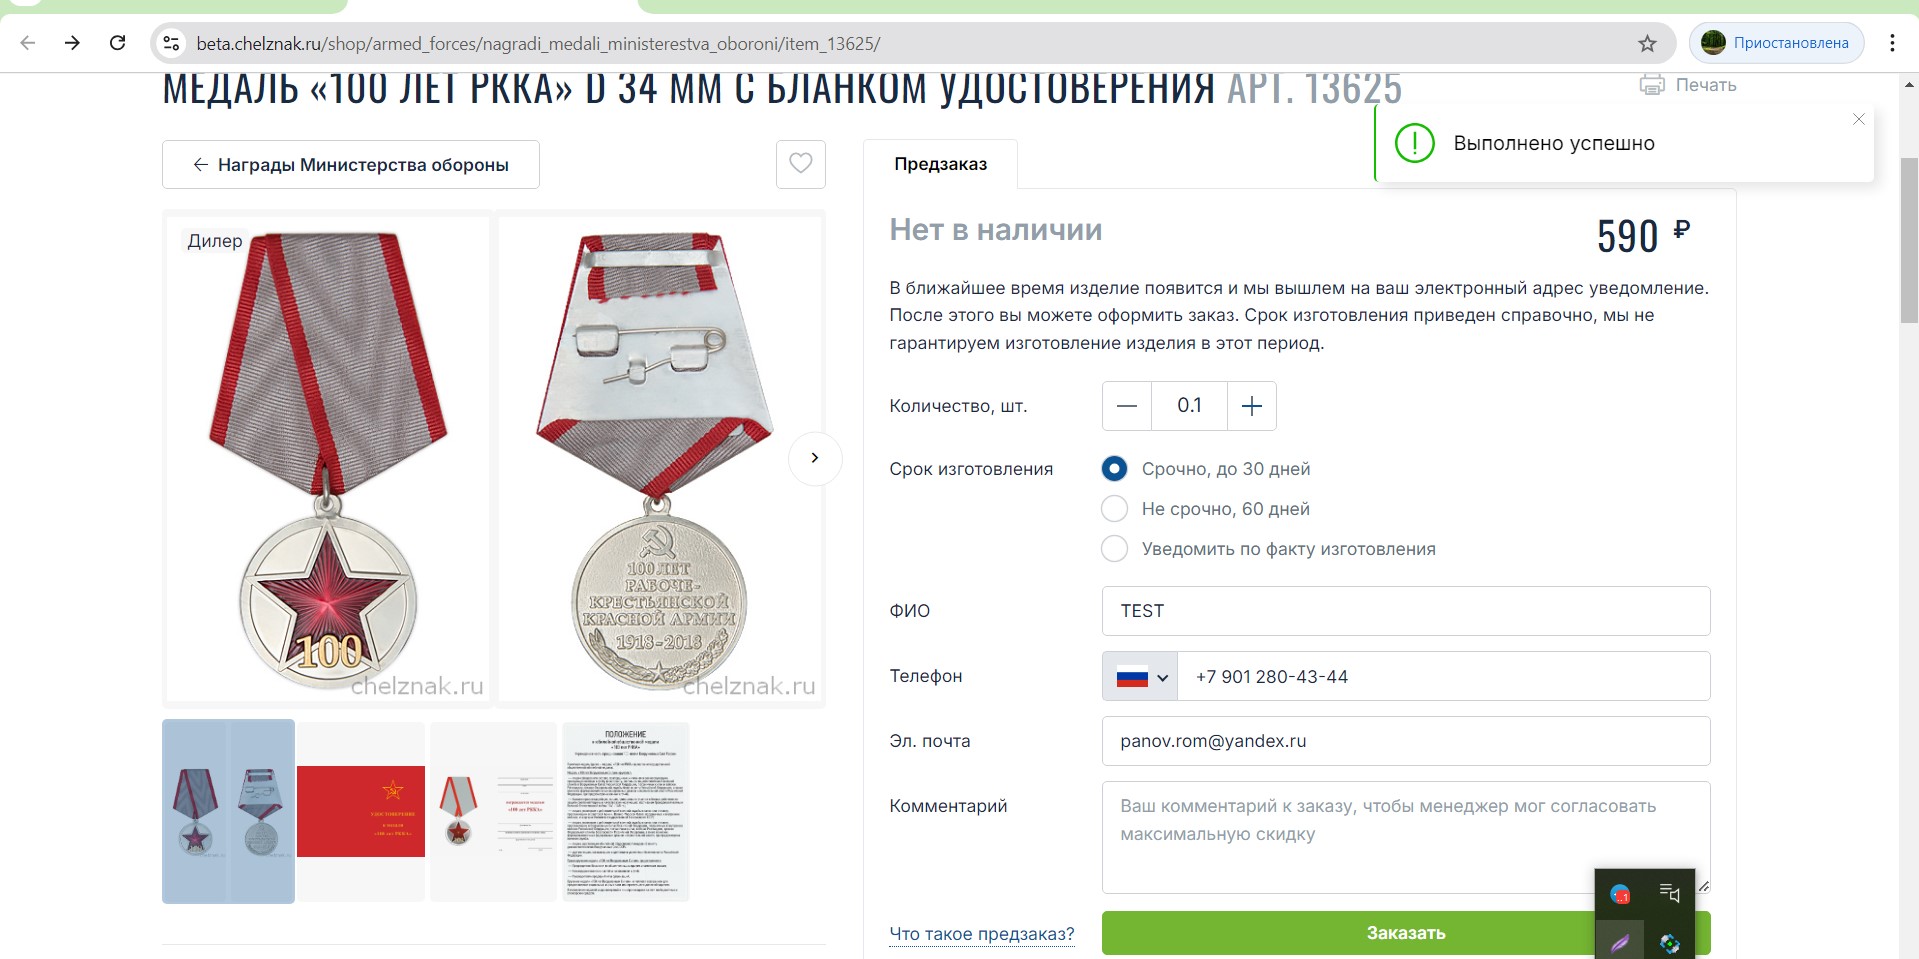 beta.chelznak.ru/shop/armed_forces/nagradi_medali_ministerestva_oboroni/item_13625/
Приостановлена
МЕДАЛЬ «100 ЛЕТ РККА» D 34 ММ С БЛАНКОМ УДОСТОВЕРЕНИЯ АРТ. 13625
Печать
Выполнено успешно
Награды Министерства обороны
Предзаказ
Дилер
100
chelznak.ru
100 ЛЕТ
РАБОЧЕ-
КРЕСТЬЯНСКОЙ
КРАСНОЙ АРМИИ
1918-2018
chelznak.ru
Нет в наличии
590 ₽
В ближайшее время изделие появится и мы вышлем на ваш электронный адрес уведомление.
После этого вы можете оформить заказ. Срок изготовления приведен справочно, мы не
гарантируем изготовление изделия в этот период.
Количество, шт.
0.1
Срок изготовления
Срочно, до 30 дней
Не срочно, 60 дней
Уведомить по факту изготовления
ФИО
TEST
Телефон
+7 901 280-43-44
Эл. почта
panov.rom@yandex.ru
Комментарий
Ваш комментарий к заказу, чтобы менеджер мог согласовать
максимальную скидку
Что такое предзаказ?
Заказать
УДОСТОВЕРЕНИЕ
к медали
«100 лет РККА»
ПОЛОЖЕНИЕ